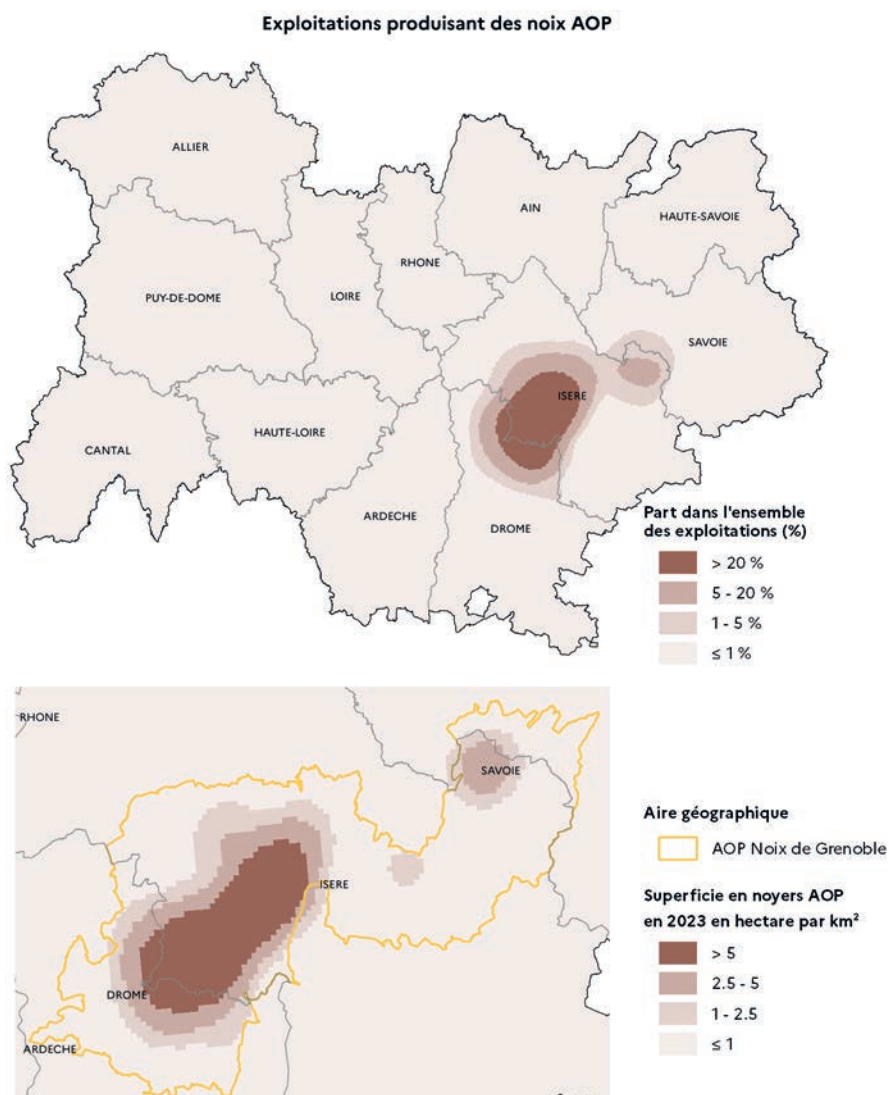 Exploitations produisant des noix AOP
ALLIER
AIN
HAUTE-SAVOIE
RHONE
PUY-DE-DOME
LOIRE
SAVOIE
ISERE
HAUTE-LOIRE
CANTAL
ARDECHE
DROME
Part dans l'ensemble
des exploitations (%)
> 20 %
5 - 20 %
1 - 5 %
≤ 1 %
RHONE
SAVOIE
ISERE
DROME
ARDECHE
Aire géographique
AOP Noix de Grenoble
Superficie en noyers AOP
en 2023 en hectare par km²
> 5
2.5 - 5
1 - 2.5
≤ 1